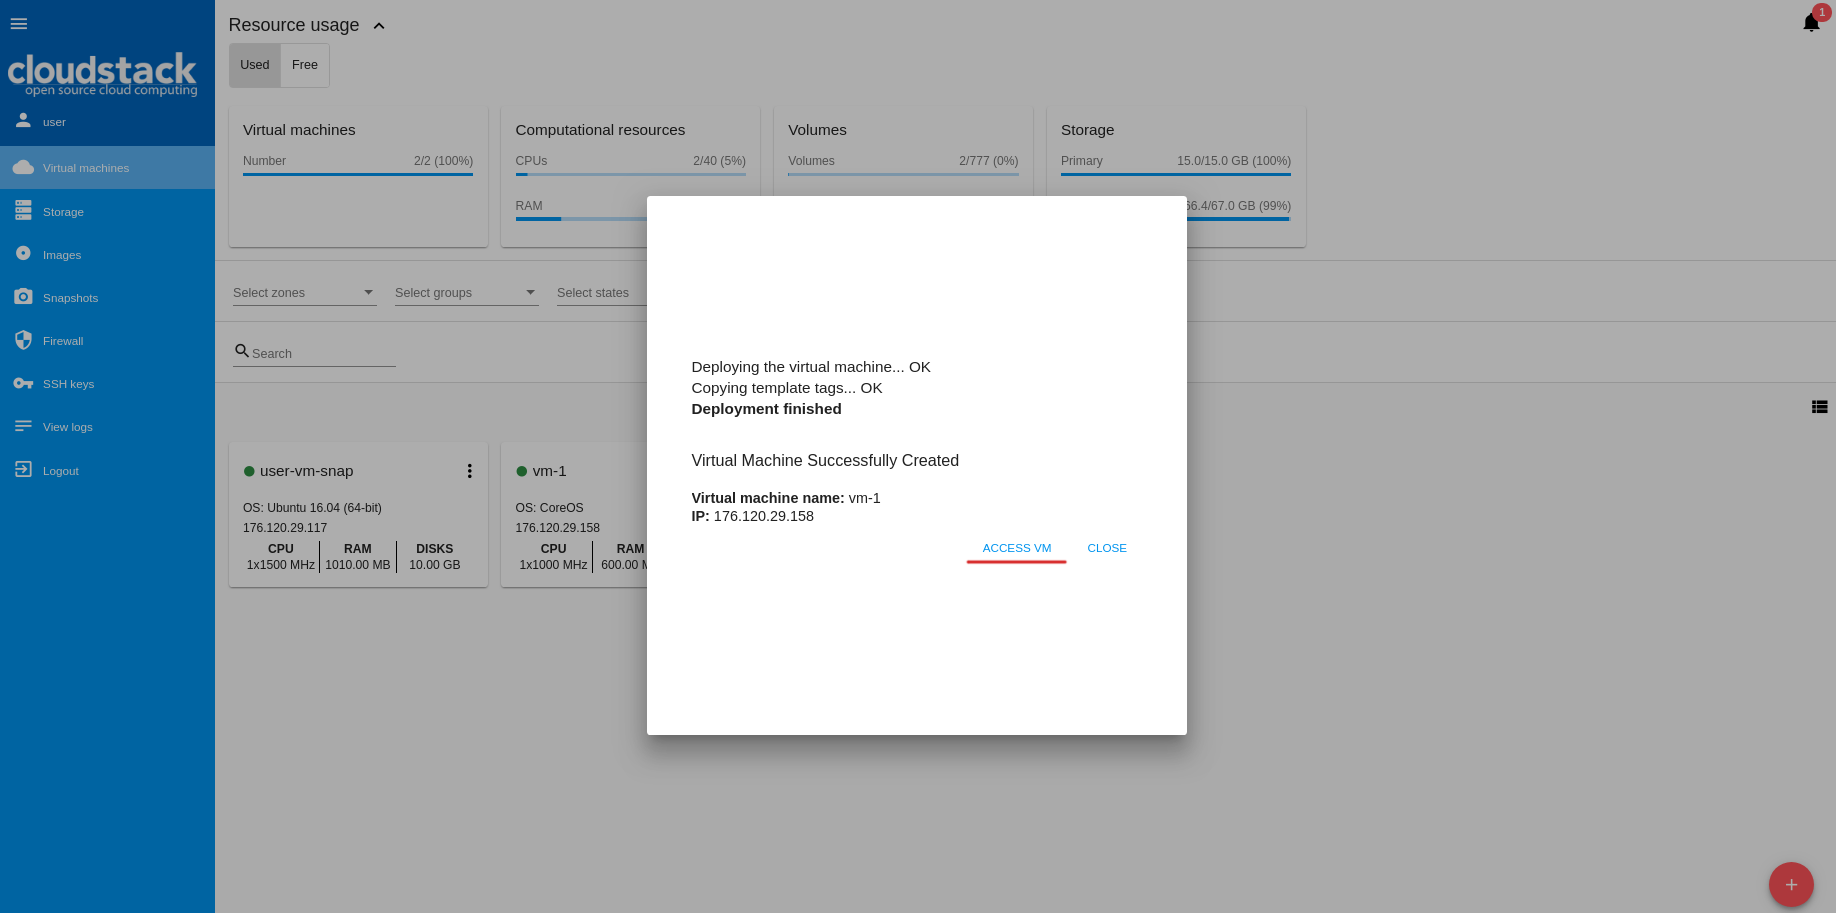 Resource usage
1
Used Free
cloudstack
open source cloud computing
user
Virtual machines
Storage
Images
Snapshots
Firewall
SSH keys
View logs
Logout
Virtual machines
Number 2/2 (100%)
Computational resources
CPUs 2/40 (5%)
RAM
Volumes
Volumes 2/777 (0%)
Storage
Primary 15.0/15.0 GB (100%)
66.4/67.0 GB (99%)
Select zones Select groups Select states
Search
user-vm-snap
OS: Ubuntu 16.04 (64-bit)
176.120.29.117
CPU RAM DISKS
1x1500 MHz 1010.00 MB 10.00 GB
vm-1
OS: CoreOS
176.120.29.158
CPU RAM
1x1000 MHz 600.00
Deploying the virtual machine... OK
Copying template tags... OK
Deployment finished
Virtual Machine Successfully Created
Virtual machine name: vm-1
IP: 176.120.29.158
ACCESS VM CLOSE